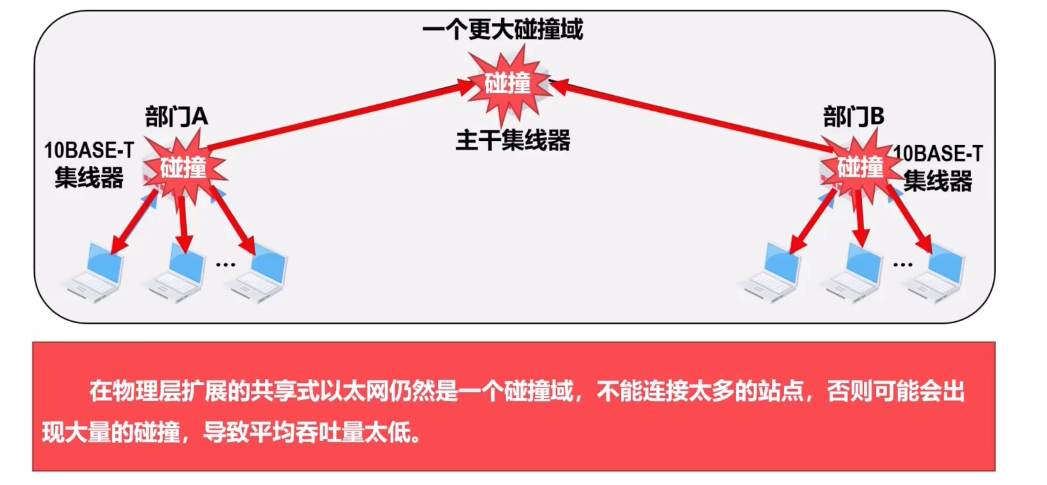 一个更大碰撞域
碰撞
主干集线器
部门A
10BASE-T
集线器
碰撞
...
部门B
碰撞
10BASE-T
集线器
...
在物理层扩展的共享式以太网仍然是一个碰撞域，不能连接太多的站点，否则可能会出
现大量的碰撞，导致平均吞吐量太低。